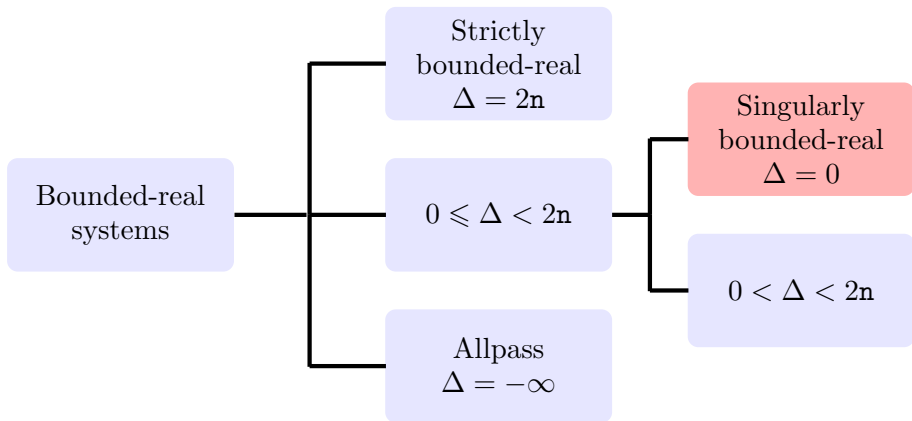 Bounded-real
systems
Strictly
bounded-real
Δ = 2n
0 ⩽ Δ < 2n
Allpass
Δ = −∞
Singularly
bounded-real
Δ = 0
0 < Δ < 2n